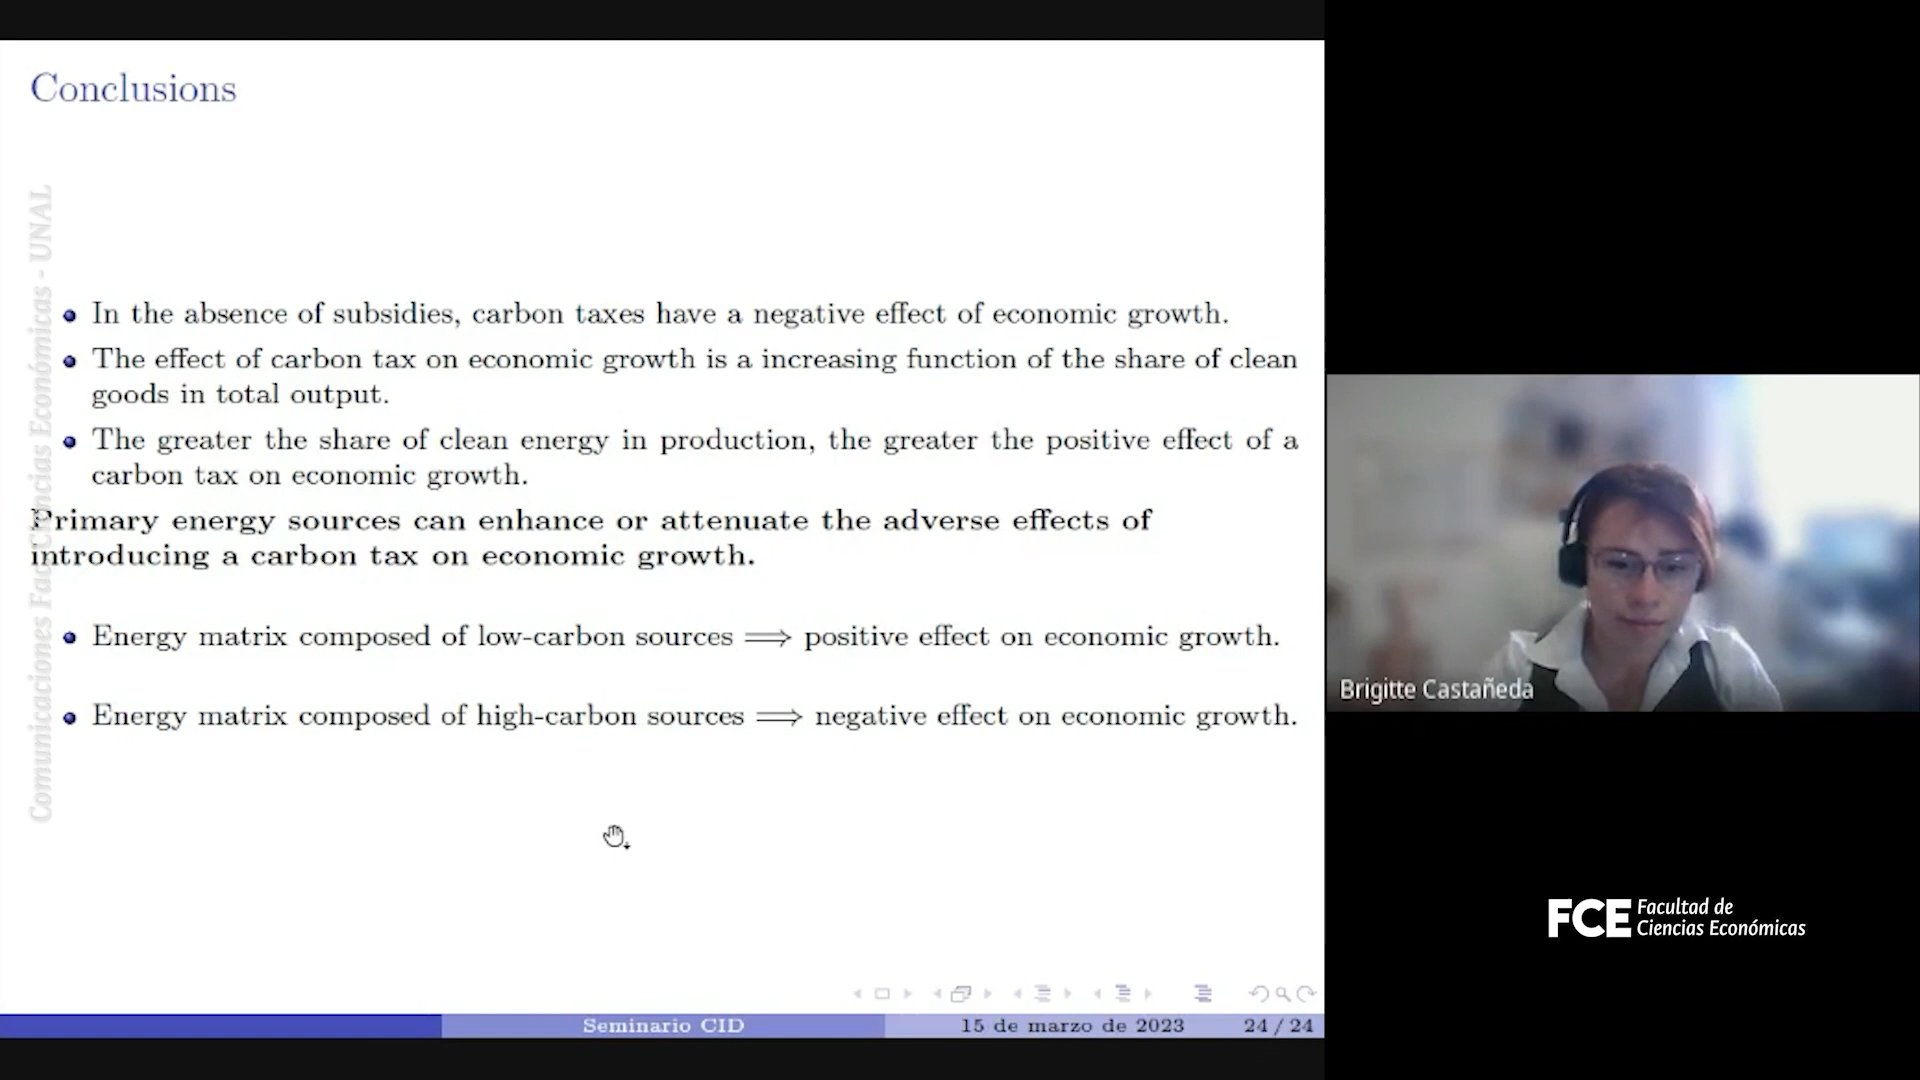 Conclusions
In the absence of subsidies, carbon taxes have a negative effect of economic growth.
The effect of carbon tax on economic growth is a increasing function of the share of clean
goods in total output.
The greater the share of clean energy in production, the greater the positive effect of a
carbon tax on economic growth.
Primary energy sources can enhance or attenuate the adverse effects of
introducing a carbon tax on economic growth.
Energy matrix composed of low-carbon sources ⟹ positive effect on economic growth.
Energy matrix composed of high-carbon sources ⟹ negative effect on economic growth.
Comunicaciones Fac. Ciencias Económicas - UNAL
Seminario CID
15 de marzo de 2023
24 / 24
Brigitte Castañeda
FCE Facultad de
Ciencias Económicas